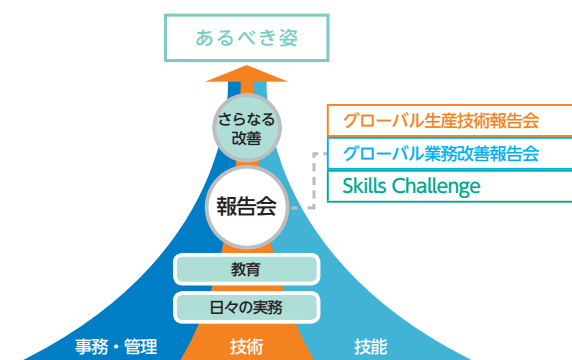 あるべき姿
さらなる
改善
グローバル生産技術報告会
グローバル業務改善報告会
Skills Challenge
報告会
教育
日々の実務
事務・管理
技術
技能